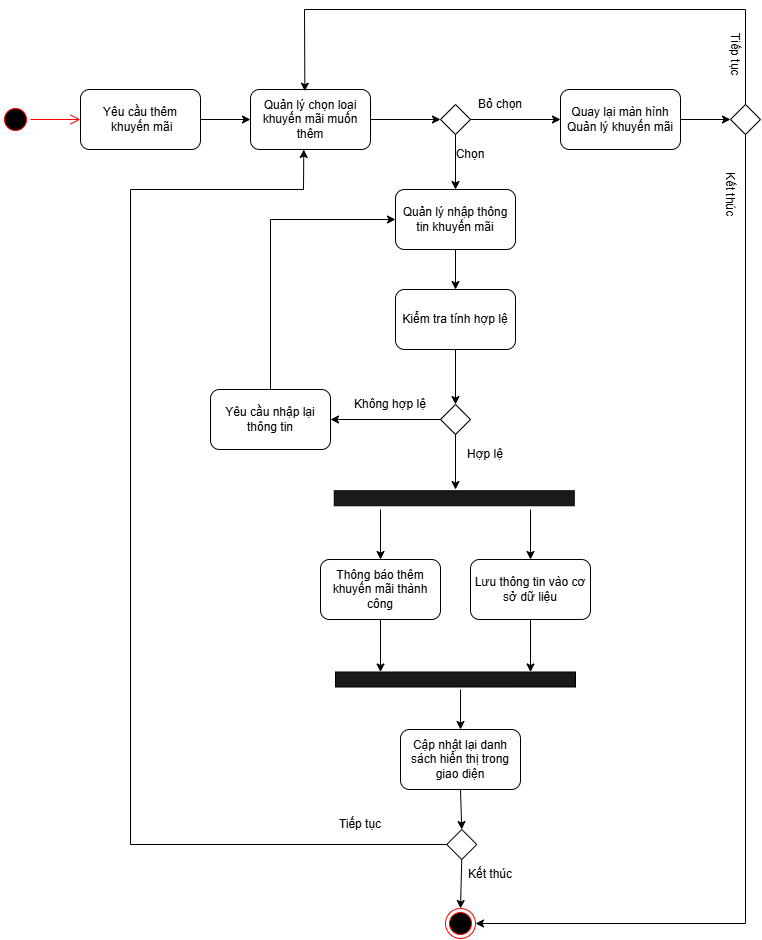 Tiếp tục
Yêu cầu thêm
khuyến mãi
Quản lý chọn loại
khuyến mãi muốn
thêm
Bỏ chọn
Quay lại màn hình
Quản lý khuyến mãi
Chọn
Kết thúc
Quản lý nhập thông
tin khuyến mãi
Kiểm tra tính hợp lệ
Không hợp lệ
Yêu cầu nhập lại
thông tin
Hợp lệ
Thông báo thêm
khuyến mãi thành
công
Lưu thông tin vào cơ
sở dữ liệu
Cập nhật lại danh
sách hiển thị trong
giao diện
Tiếp tục
Kết thúc